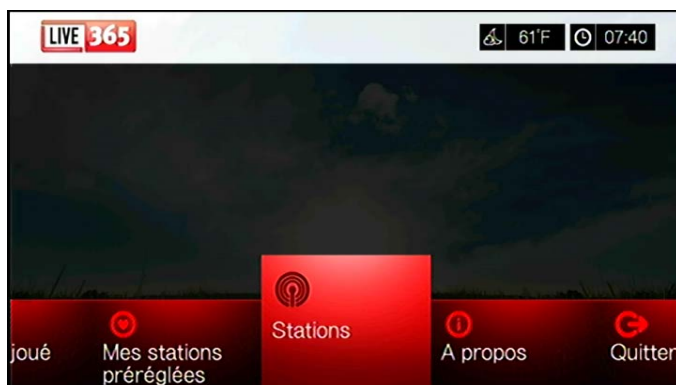 LIVE 365
61°F
07:40
Stations
joué
Mes stations
préréglées
A propos
Quitter